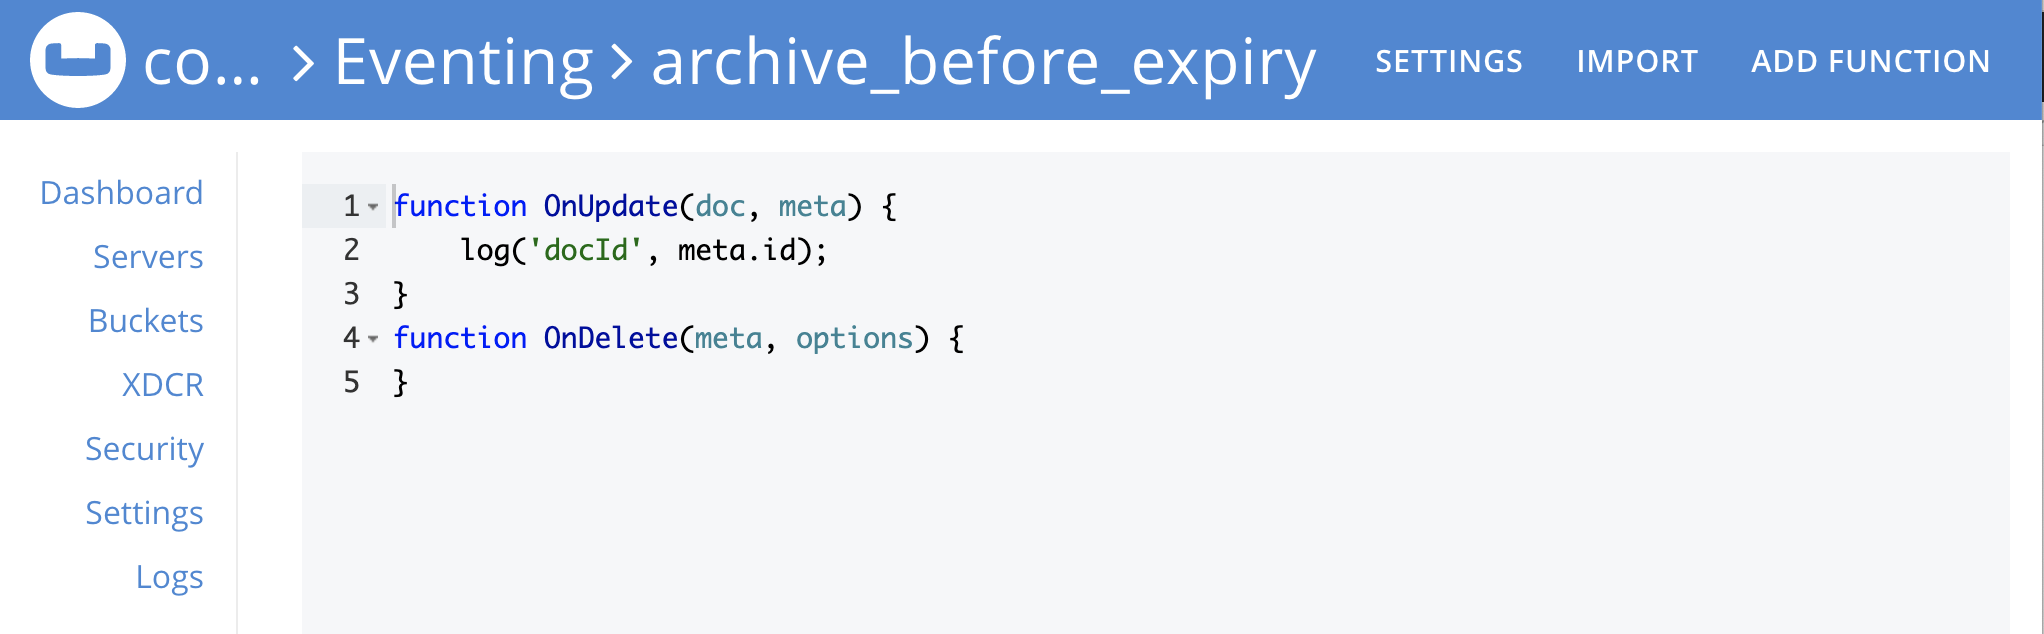 co... > Eventing > archive_before_expiry SETTINGS IMPORT ADD FUNCTION
Dashboard
Servers
Buckets
XDCR
Security
Settings
Logs
1 function OnUpdate(doc, meta) {
2     log('docId', meta.id);
3 }
4 function OnDelete(meta, options) {
5 }